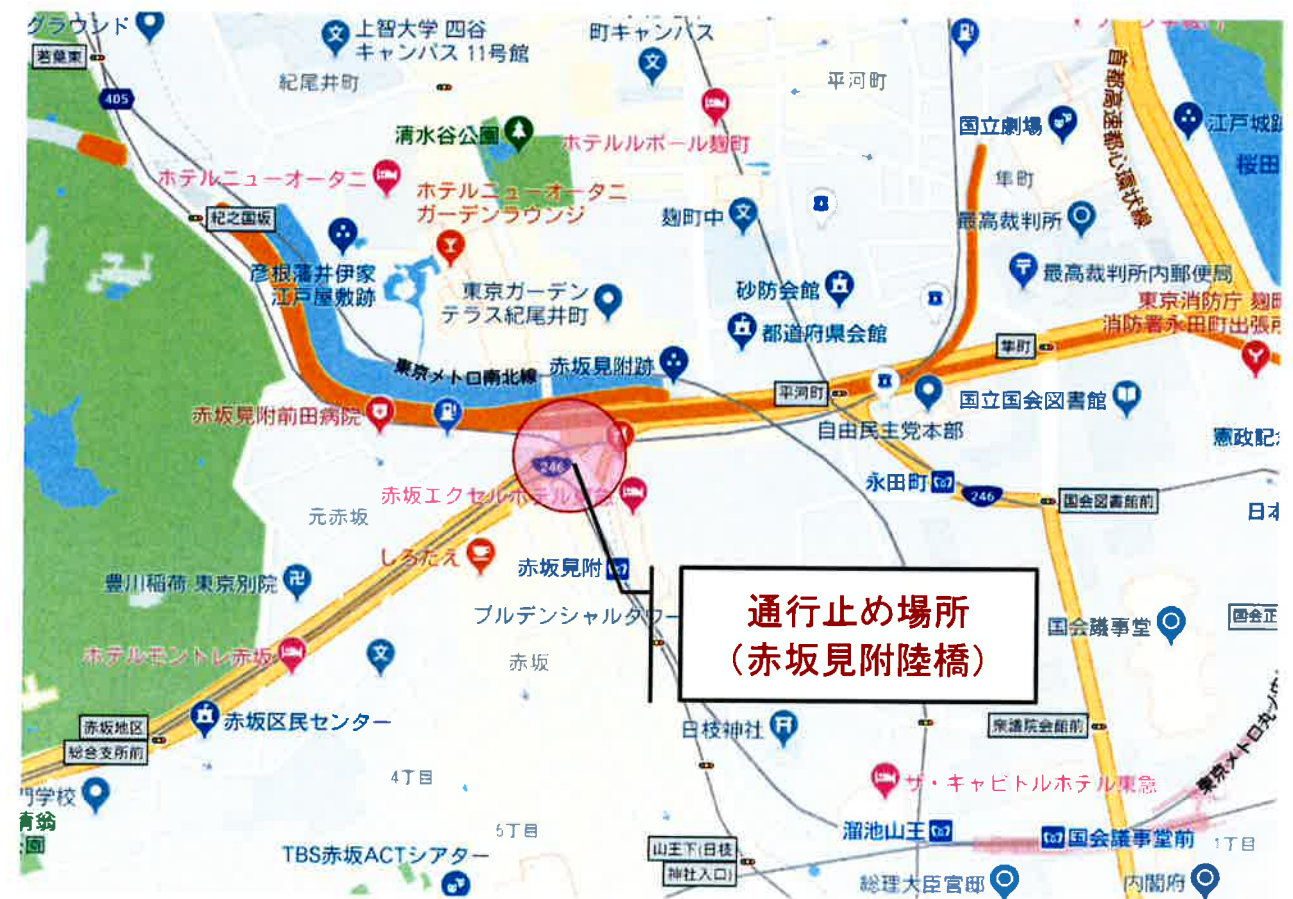 グラウンド
上智大学 四谷
キャンパス 11号館
町キャンパス
若葉東
紀尾井町
平河町
405
清水谷公園
ホテルルポール麹町
国立劇場
首都高速都心環状線
江戸城跡
桜田
ホテルニューオータニ
ホテルニューオータニ
ガーデンラウンジ
隼町
紀之国坂
麹町中
最高裁判所
彦根藩井伊家
江戸屋敷跡
東京ガーデン
テラス紀尾井町
砂防会館
最高裁判所内郵便局
都道府県会館
東京消防庁 麹町
消防署永田町出張所
隼町
東京メトロ南北線
赤坂見附跡
平河町
国立国会図書館
赤坂見附前田病院
自由民主党本部
憲政記念
246
永田町
246
国会図書館前
赤坂エクセルホテル東急
元赤坂
日本
しろたえ
赤坂見附
豊川稲荷 東京別院
プルデンシャルタワー
通行止め場所
（赤坂見附陸橋）
国会議事堂
国会正
ホテルモントレ赤坂
赤坂
赤坂区民センター
赤坂地区
総合支所前
日枝神社
衆議院会館前
東京メトロ丸ノ内
4丁目
ザ・キャピトルホテル東急
門学校
5丁目
溜池山王
国会議事堂前
1丁目
TBS赤坂ACTシアター
山王下(日枝
神社入口)
総理大臣官邸
内閣府